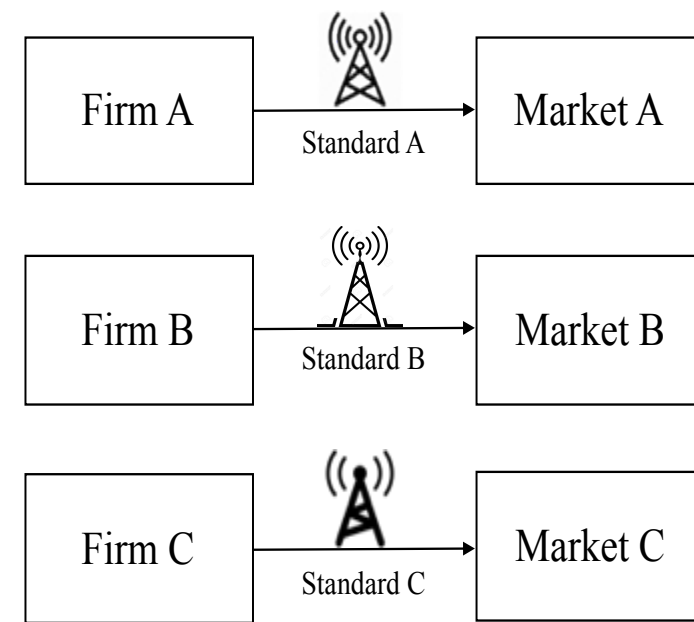 Firm A
Standard A
Market A
Firm B
Standard B
Market B
Firm C
Standard C
Market C